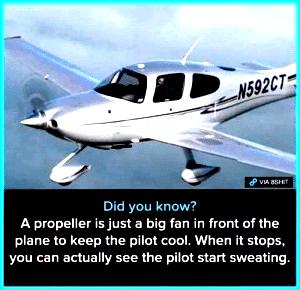 N592CT
VIA 8SHIT
Did you know?
A propeller is just a big fan in front of the
plane to keep the pilot cool. When it stops,
you can actually see the pilot start sweating.